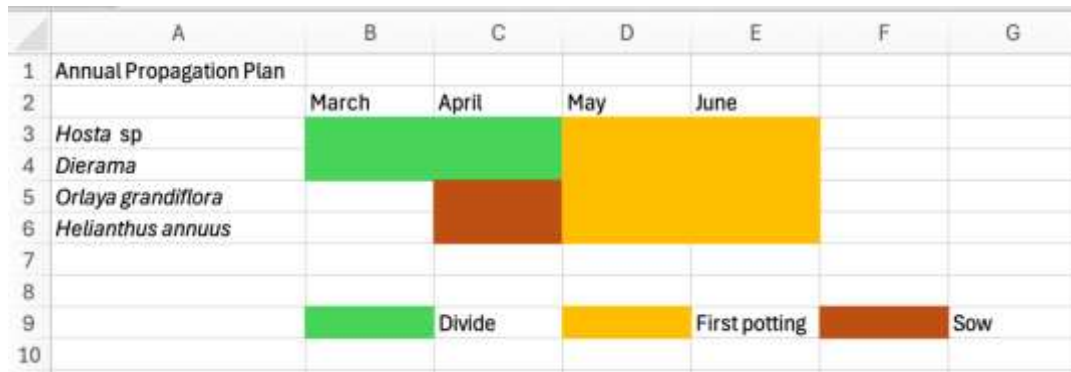 A B C D E F G
1 Annual Propagation Plan
2 March April May June
3 Hosta sp
4 Dierama
5 Orlaya grandiflora
6 Helianthus annuus
7
8
9 Divide First potting Sow
10